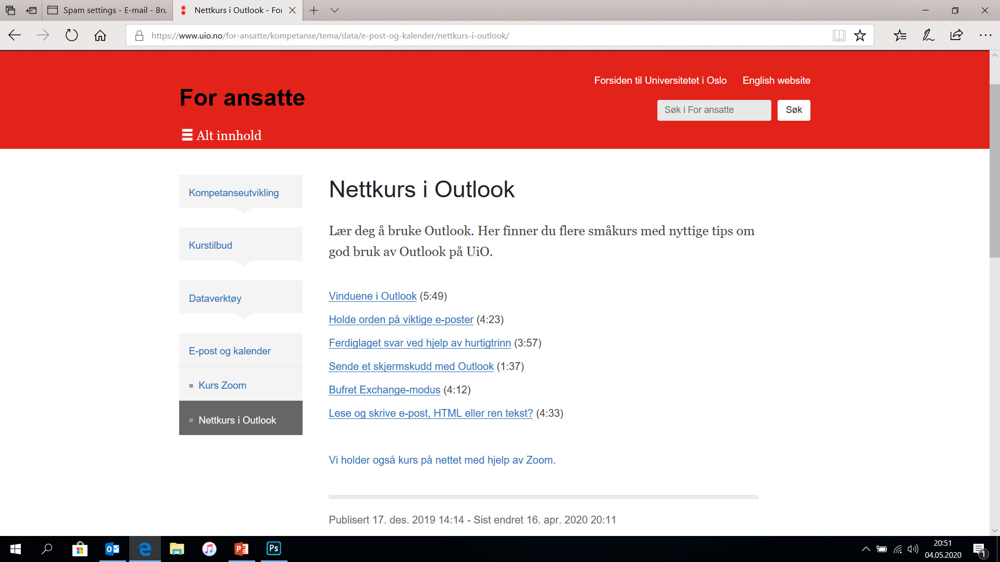 Spam settings - E-mail - Bru
Nettkurs i Outlook - For
https://www.uio.no/for-ansatte/kompetanse/tema/data/e-post-og-kalender/nettkurs-i-outlook/
Forsiden til Universitetet i Oslo English website
For ansatte
Søk i For ansatte Søk
Alt innhold
Kompetanseutvikling
Kurstilbud
Dataverktøy
E-post og kalender
Kurs Zoom
Nettkurs i Outlook
Nettkurs i Outlook
Lær deg å bruke Outlook. Her finner du flere småkurs med nyttige tips om
god bruk av Outlook på UiO.
Vinduene i Outlook (5:49)
Holde orden på viktige e-poster (4:23)
Ferdiglaget svar ved hjelp av hurtigtrinn (3:57)
Sende et skjermskudd med Outlook (1:37)
Bufret Exchange-modus (4:12)
Lese og skrive e-post, HTML eller ren tekst? (4:33)
Vi holder også kurs på nettet med hjelp av Zoom.
Publisert 17. des. 2019 14:14 - Sist endret 16. apr. 2020 20:11
Ps
20:51
04.05.2020
1